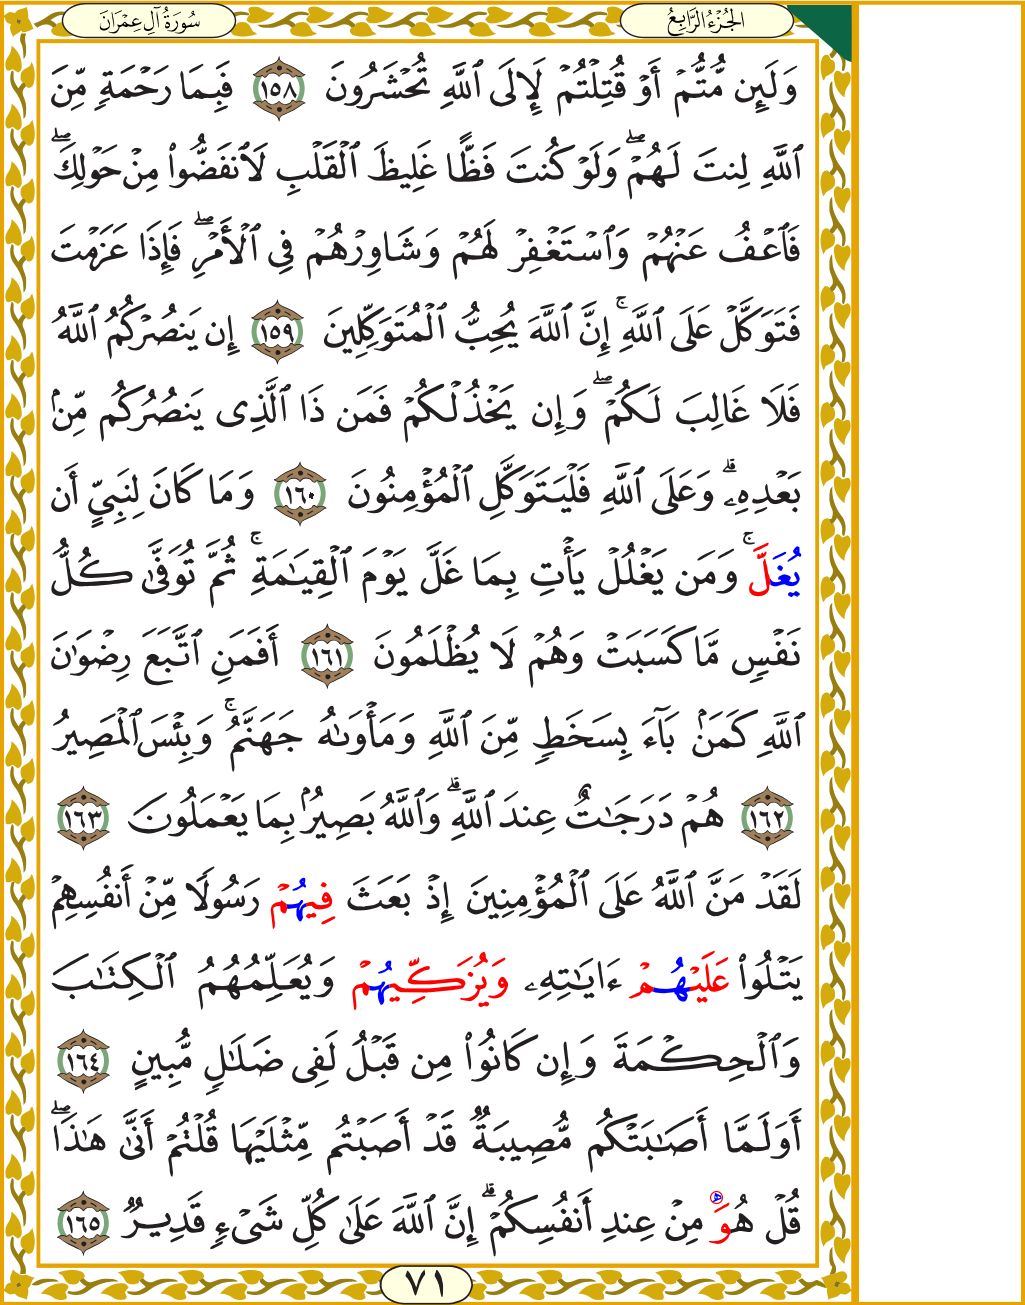 الجُزْءُ الرَّابِعُ
سُورَةُ آلِ عِمْرَانَ
وَلَئِن مُّتُّمۡ أَوۡ قُتِلۡتُمۡ لَإِلَى ٱللَّهِ تُحۡشَرُونَ ١٥٨ فَبِمَا رَحۡمَةٖ مِّنَ
ٱللَّهِ لِنتَ لَهُمۡۖ وَلَوۡ كُنتَ فَظًّا غَلِيظَ ٱلۡقَلۡبِ لَٱنفَضُّواْ مِنۡ حَوۡلِكَۖ
فَٱعۡفُ عَنۡهُمۡ وَٱسۡتَغۡفِرۡ لَهُمۡ وَشَاوِرۡهُمۡ فِي ٱلۡأَمۡرِۖ فَإِذَا عَزَمۡتَ
فَتَوَكَّلۡ عَلَى ٱللَّهِۚ إِنَّ ٱللَّهَ يُحِبُّ ٱلۡمُتَوَكِّلِينَ ١٥٩ إِن يَنصُرۡكُمُ ٱللَّهُ
فَلَا غَالِبَ لَكُمۡۖ وَإِن يَخۡذُلۡكُمۡ فَمَن ذَا ٱلَّذِي يَنصُرُكُم مِّنۢ
بَعۡدِهِۦۗ وَعَلَى ٱللَّهِ فَلۡيَتَوَكَّلِ ٱلۡمُؤۡمِنُونَ ١٦٠ وَمَا كَانَ لِنَبِيٍّ أَن
يُغَلَّۚ وَمَن يَغۡلُلۡ يَأۡتِ بِمَا غَلَّ يَوۡمَ ٱلۡقِيَٰمَةِۚ ثُمَّ تُوَفَّىٰ كُلُّ
نَفۡسٖ مَّا كَسَبَتۡ وَهُمۡ لَا يُظۡلَمُونَ ١٦١ أَفَمَنِ ٱتَّبَعَ رِضۡوَٰنَ
ٱللَّهِ كَمَنۢ بَآءَ بِسَخَطٖ مِّنَ ٱللَّهِ وَمَأۡوَىٰهُ جَهَنَّمُۚ وَبِئۡسَ ٱلۡمَصِيرُ
١٦٢ هُمۡ دَرَجَٰتٌ عِندَ ٱللَّهِۗ وَٱللَّهُ بَصِيرُۢ بِمَا يَعۡمَلُونَ ١٦٣
لَقَدۡ مَنَّ ٱللَّهُ عَلَى ٱلۡمُؤۡمِنِينَ إِذۡ بَعَثَ فِيهُمۡ رَسُولٗا مِّنۡ أَنفُسِهِمۡ
يَتۡلُواْ عَلَيۡهُمۡ ءَايَٰتِهِۦ وَيُزَكِّيهُمۡ وَيُعَلِّمُهُمُ ٱلۡكِتَٰبَ
وَٱلۡحِكۡمَةَ وَإِن كَانُواْ مِن قَبۡلُ لَفِي ضَلَٰلٖ مُّبِينٍ ١٦٤
أَوَلَمَّآ أَصَٰبَتۡكُم مُّصِيبَةٞ قَدۡ أَصَبۡتُم مِّثۡلَيۡهَا قُلۡتُمۡ أَنَّىٰ هَٰذَاۖ
قُلۡ هُوَ مِنۡ عِندِ أَنفُسِكُمۡۗ إِنَّ ٱللَّهَ عَلَىٰ كُلِّ شَيۡءٖ قَدِيرٞ ١٦٥
٧١